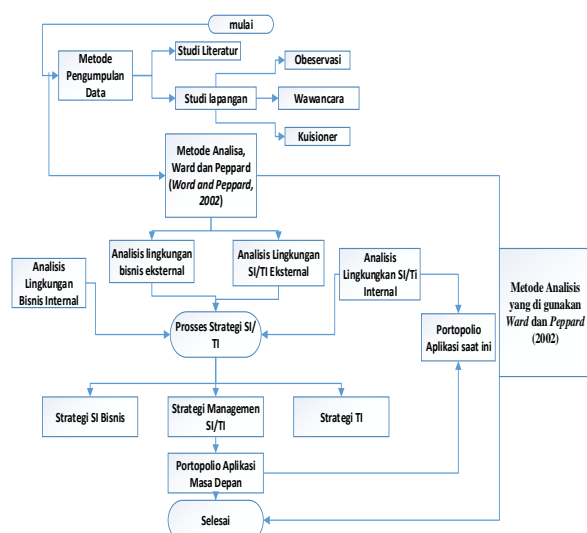 mulai
Metode
Pengumpulan
Data
Studi Literatur
Studi lapangan
Obeservasi
Wawancara
Kuisioner
Metode Analisa,
Ward dan Peppard
(Word and Peppard,
2002)
Analisis lingkungan
bisnis eksternal
Analisis Lingkungan
SI/TI Eksternal
Analisis
Lingkungan
Bisnis Internal
Analisis
Lingkungkan SI/Ti
Internal
Prosses Strategi SI/
TI
Portopolio
Aplikasi saat ini
Metode Analisis
yang di gunakan
Ward dan Peppard
(2002)
Strategi SI Bisnis
Strategi Managemen
SI/TI
Strategi TI
Portopolio Aplikasi
Masa Depan
Selesai